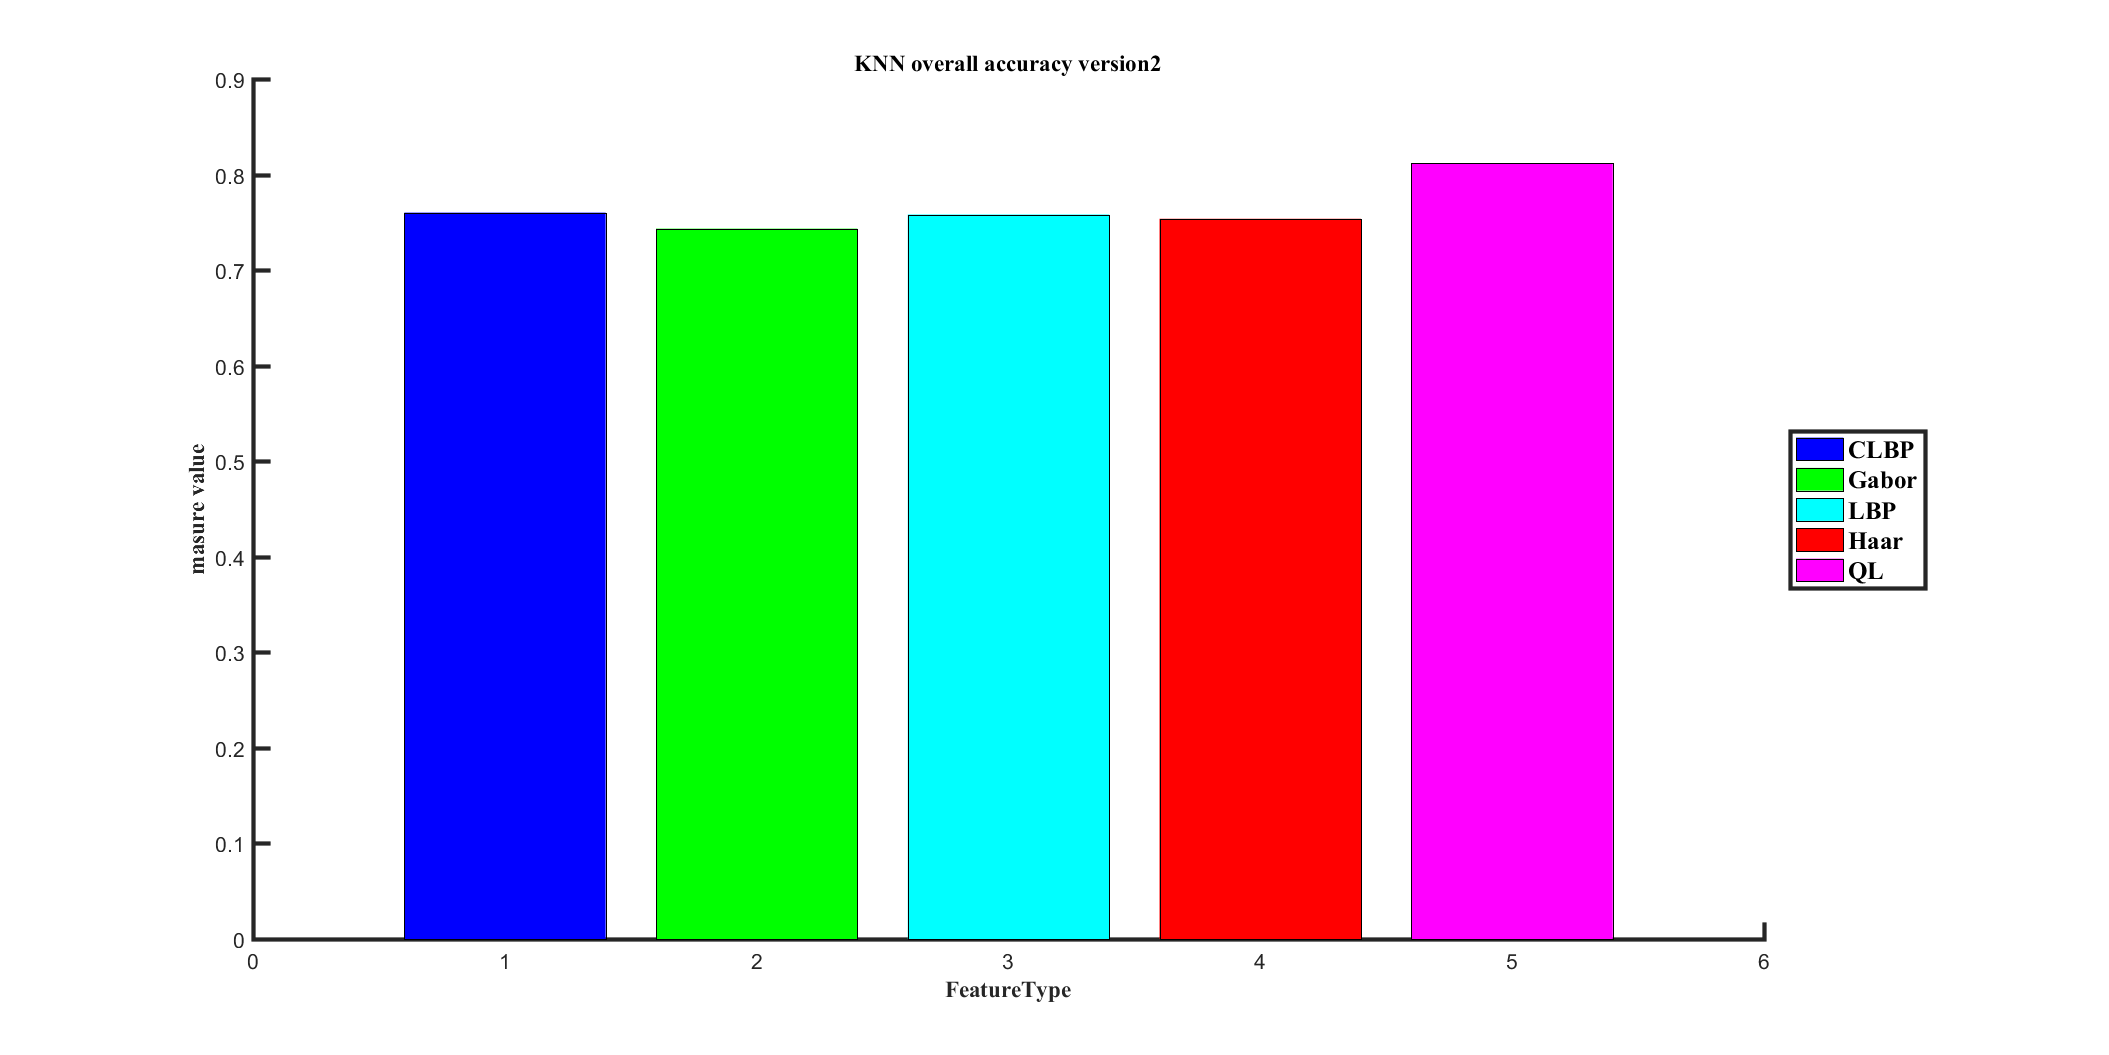 KNN overall accuracy version2
0.9
0.8
0.7
0.6
0.5
0.4
0.3
0.2
0.1
0
masure value
0 1 2 3 4 5 6
FeatureType
CLBP
Gabor
LBP
Haar
QL